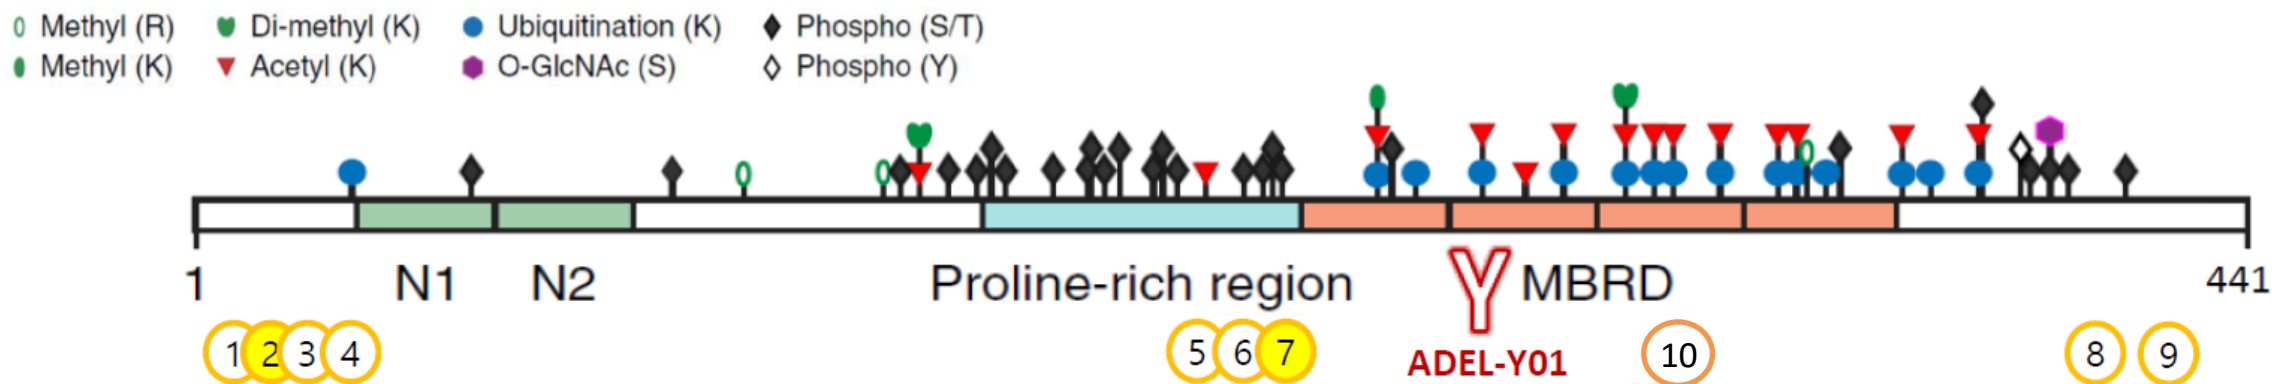 Methyl (R) Di-methyl (K) Ubiquitination (K) Phospho (S/T)
Methyl (K) Acetyl (K) O-GlcNAc (S) Phospho (Y)
1 N1 N2 Proline-rich region Y MBRD 441
1 2 3 4 5 6 7 ADEL-Y01 10 8 9